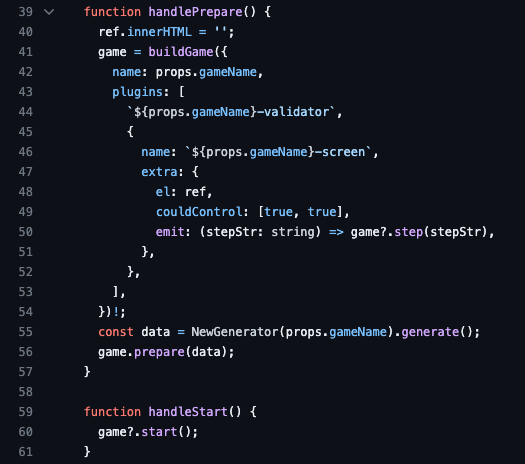 39 function handlePrepare() {
40 ref.innerHTML = '';
41 game = buildGame({
42 name: props.gameName,
43 plugins: [
44 `${props.gameName}-validator`,
45 {
46 name: `${props.gameName}-screen`,
47 extra: {
48 el: ref,
49 couldControl: [true, true],
50 emit: (stepStr: string) => game?.step(stepStr),
51 },
52 },
53 ],
54 })!;
55 const data = NewGenerator(props.gameName).generate();
56 game.prepare(data);
57 }
58
59 function handleStart() {
60 game?.start();
61 }